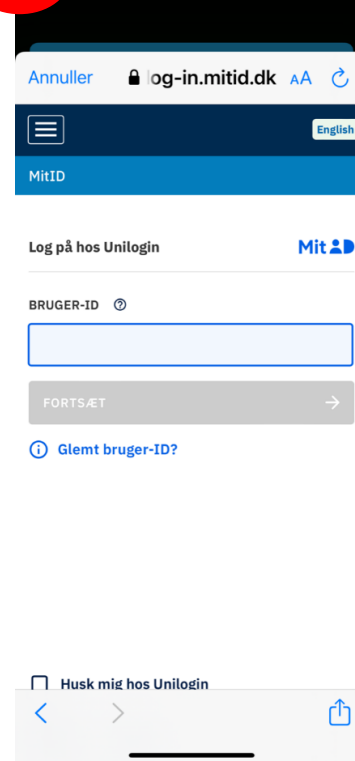 Annuller log-in.mitid.dk AA
English
MitID
Log på hos Unilogin Mit
BRUGER-ID
FORTSÆT
Glemt bruger-ID?
Husk mig hos Unilogin